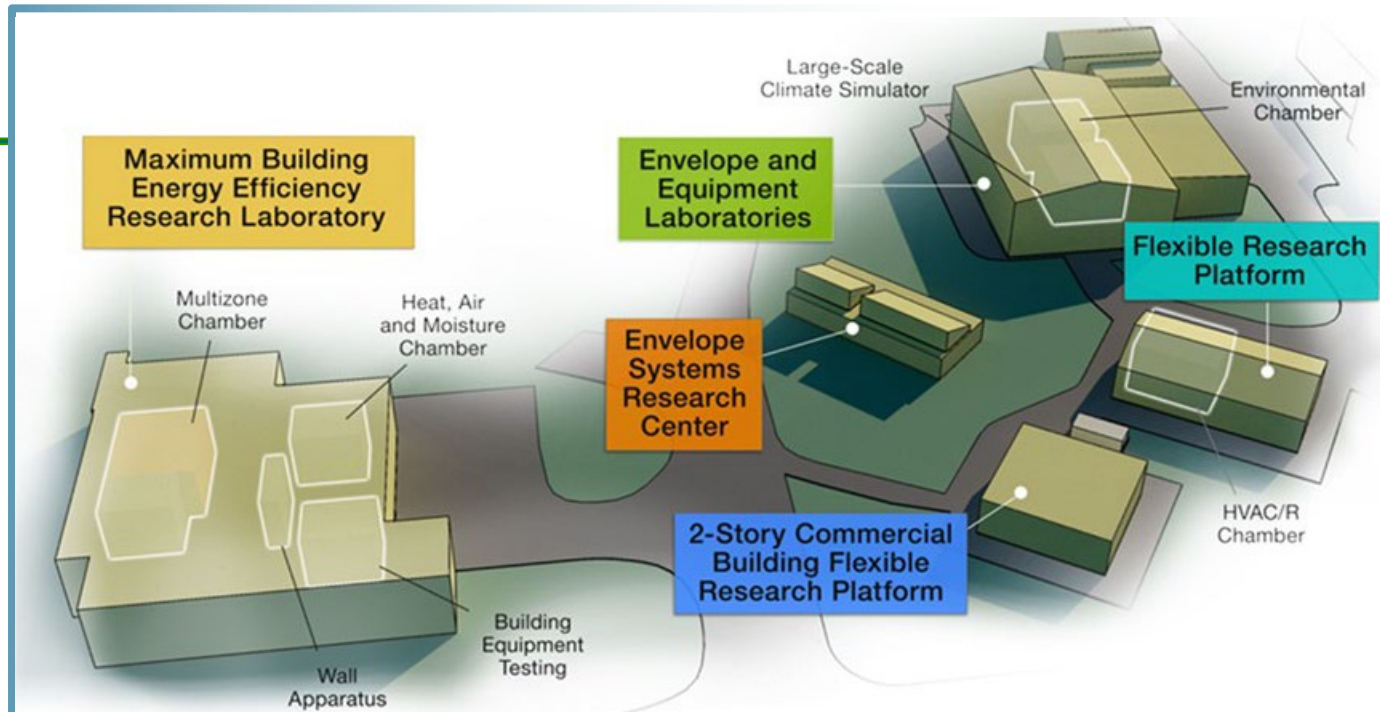 Large-Scale
Climate Simulator
Environmental
Chamber
Maximum Building
Energy Efficiency
Research Laboratory
Envelope and
Equipment
Laboratories
Flexible Research
Platform
Multizone
Chamber
Heat, Air
and Moisture
Chamber
Envelope
Systems
Research
Center
HVAC/R
Chamber
2-Story Commercial
Building Flexible
Research Platform
Building
Equipment
Testing
Wall
Apparatus